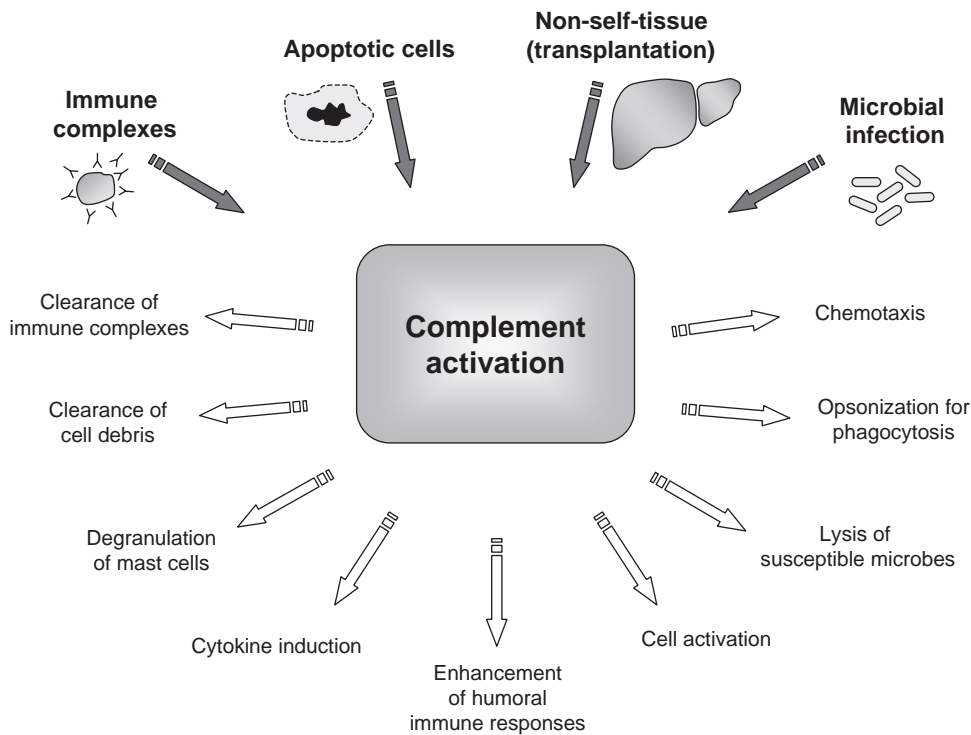 Non-self-tissue
(transplantation)
Apoptotic cells
Immune
complexes
Microbial
infection
Complement
activation
Clearance of
immune complexes
Chemotaxis
Clearance of
cell debris
Opsonization for
phagocytosis
Degranulation
of mast cells
Lysis of
susceptible microbes
Cytokine induction
Cell activation
Enhancement
of humoral
immune responses